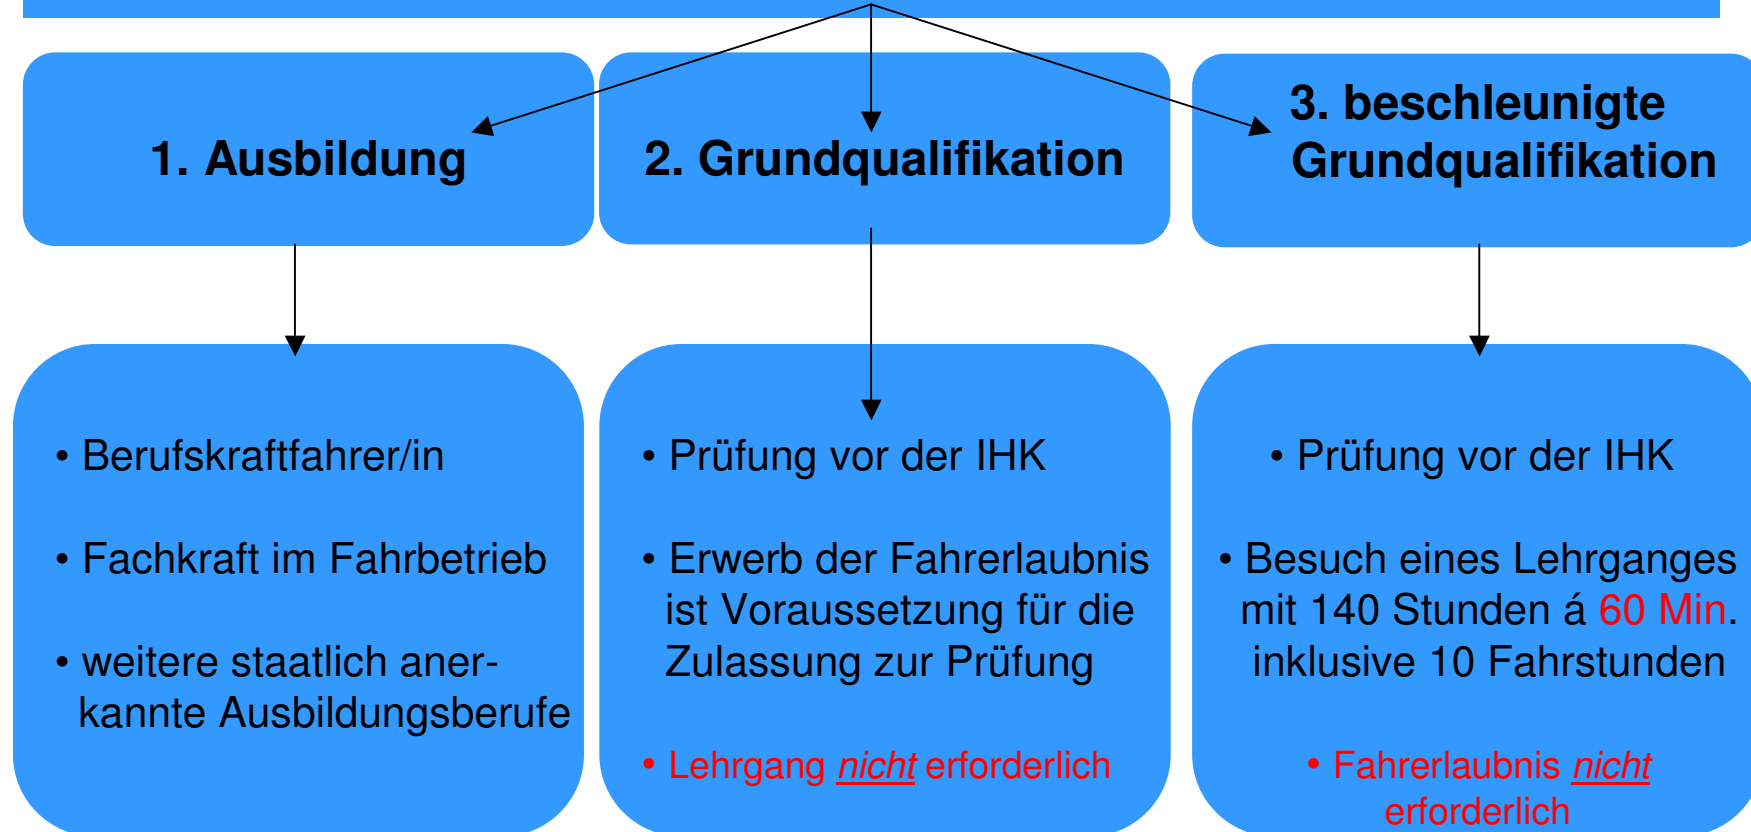 1. Ausbildung
2. Grundqualifikation
3. beschleunigte
Grundqualifikation
• Berufskraftfahrer/in
• Fachkraft im Fahrbetrieb
• weitere staatlich aner-
kannte Ausbildungsberufe
• Prüfung vor der IHK
• Erwerb der Fahrerlaubnis
ist Voraussetzung für die
Zulassung zur Prüfung
• Lehrgang nicht erforderlich
• Prüfung vor der IHK
• Besuch eines Lehrganges
mit 140 Stunden á 60 Min.
inklusive 10 Fahrstunden
• Fahrerlaubnis nicht
erforderlich